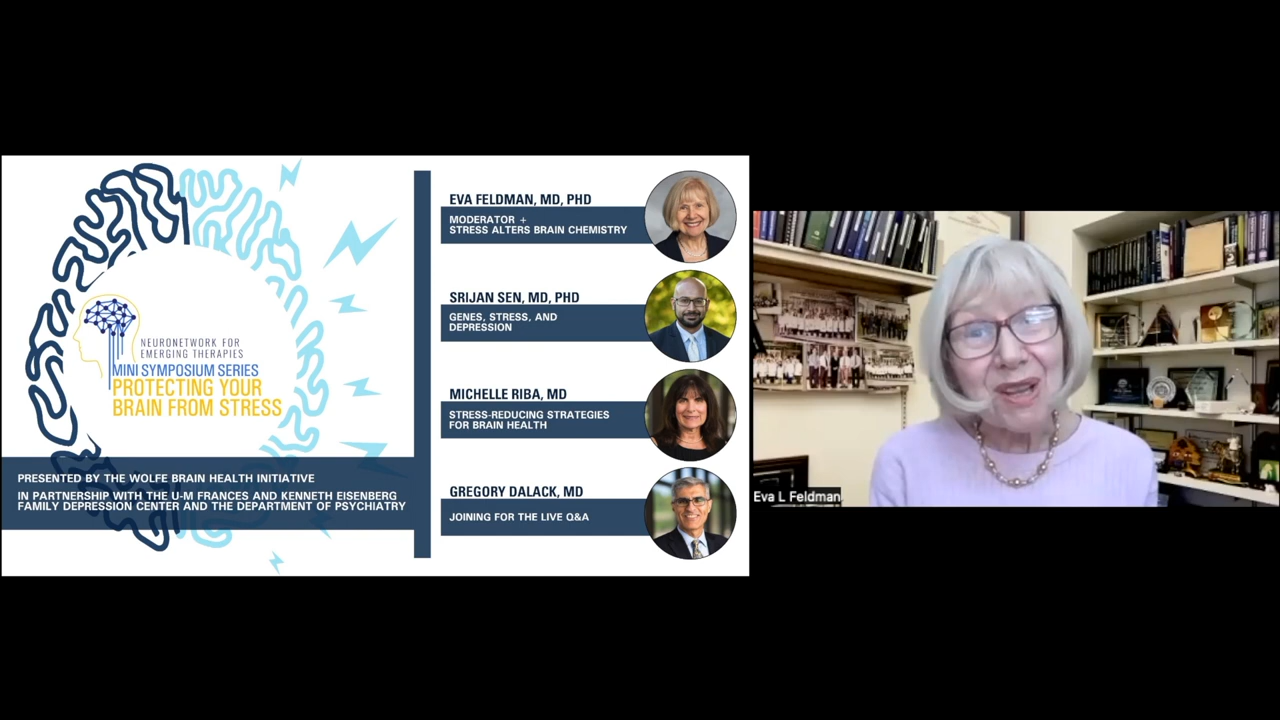 NEURONETWORK FOR
EMERGING THERAPIES
MINI SYMPOSIUM SERIES
PROTECTING YOUR
BRAIN FROM STRESS
PRESENTED BY THE WOLFE BRAIN HEALTH INITIATIVE
IN PARTNERSHIP WITH THE U-M FRANCES AND KENNETH EISENBERG
FAMILY DEPRESSION CENTER AND THE DEPARTMENT OF PSYCHIATRY
EVA FELDMAN, MD, PHD
MODERATOR +
STRESS ALTERS BRAIN CHEMISTRY
SRIJAN SEN, MD, PHD
GENES, STRESS, AND
DEPRESSION
MICHELLE RIBA, MD
STRESS-REDUCING STRATEGIES
FOR BRAIN HEALTH
GREGORY DALACK, MD
JOINING FOR THE LIVE Q&A
Eva L Feldman